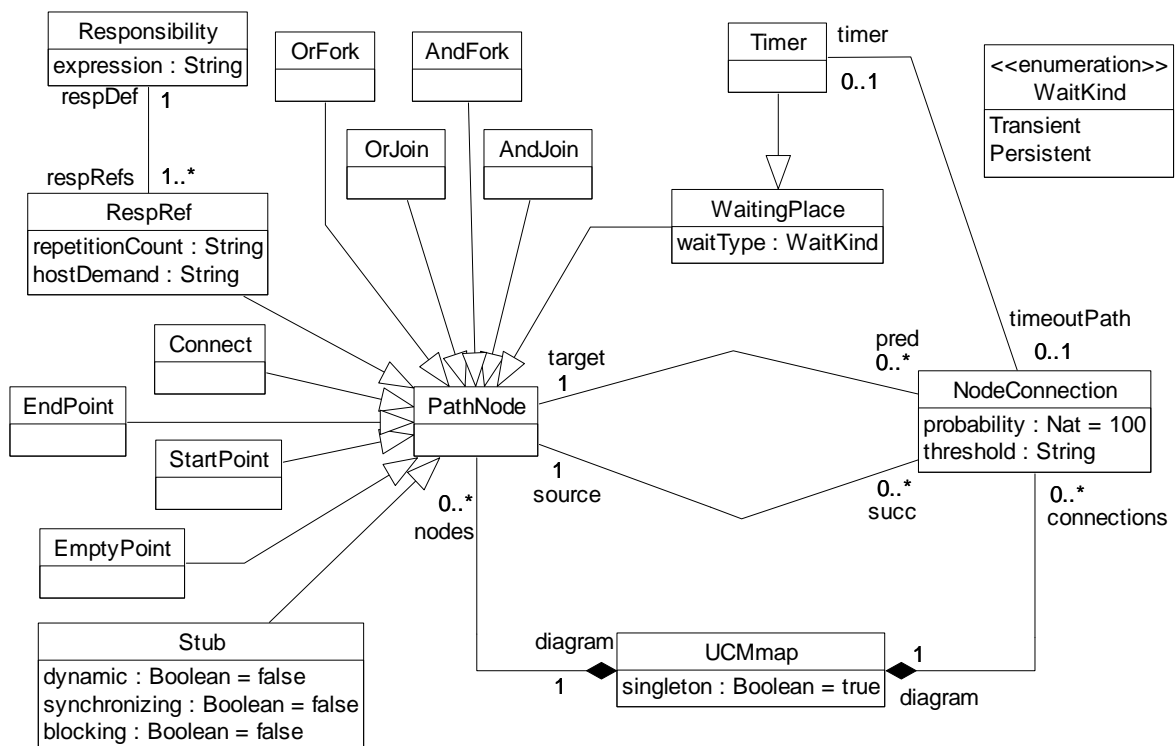 Responsibility
expression : String
respDef
1
respRefs
1..*
RespRef
repetitionCount : String
hostDemand : String
OrFork
AndFork
OrJoin
AndJoin
Timer
timer
0..1
<<enumeration>>
WaitKind
Transient
Persistent
WaitingPlace
waitType : WaitKind
timeoutPath
0..1
Connect
EndPoint
StartPoint
EmptyPoint
PathNode
target
1
pred
0..*
1
source
0..*
succ
NodeConnection
probability : Nat = 100
threshold : String
0..*
nodes
0..*
connections
Stub
dynamic : Boolean = false
synchronizing : Boolean = false
blocking : Boolean = false
diagram
1
UCMmap
singleton : Boolean = true
1
diagram